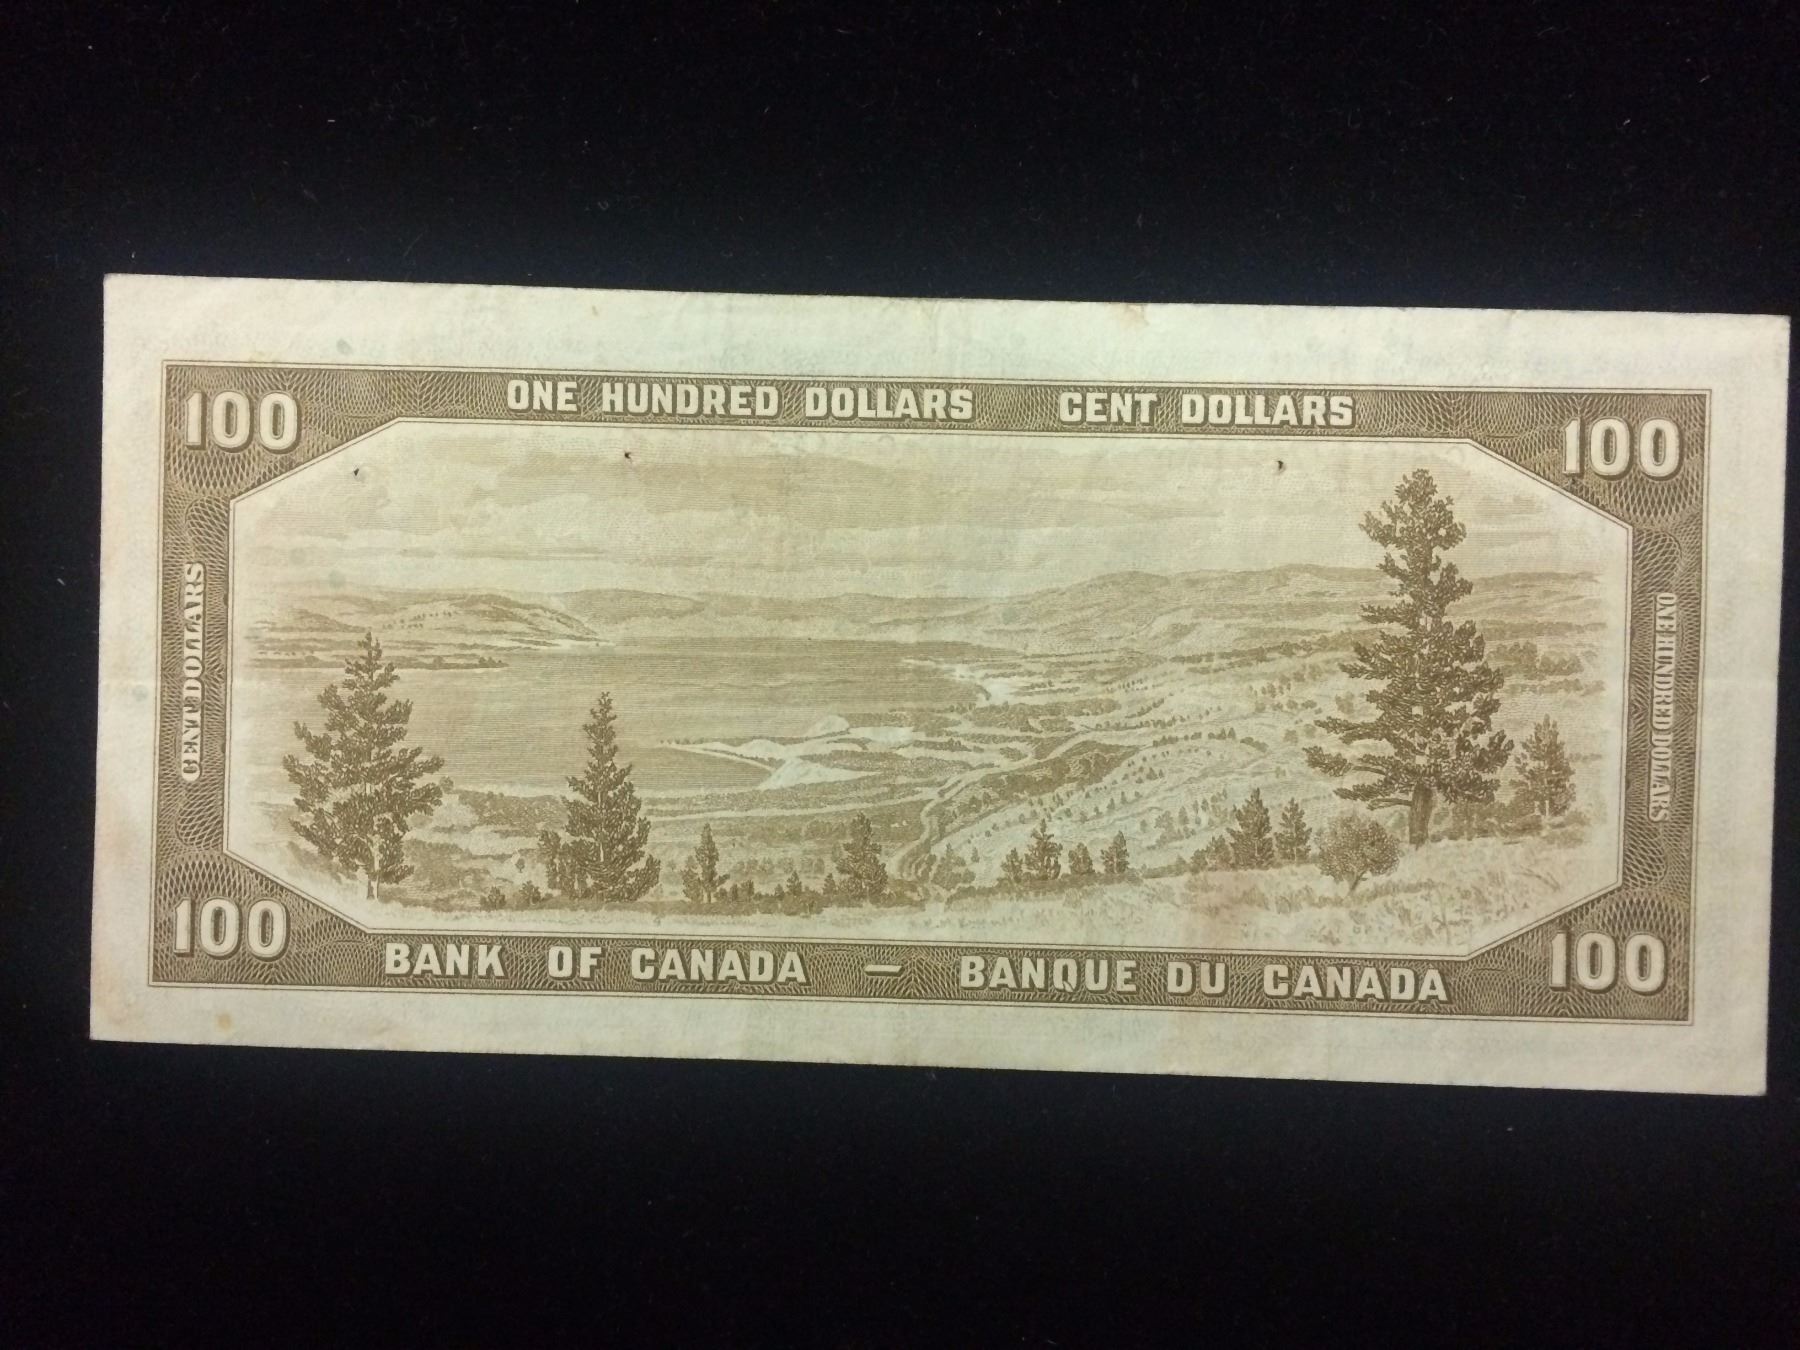 100 ONE HUNDRED DOLLARS CENT DOLLARS 100
CENT DOLLARS
ONE HUNDRED DOLLARS
100 BANK OF CANADA — BANQUE DU CANADA 100